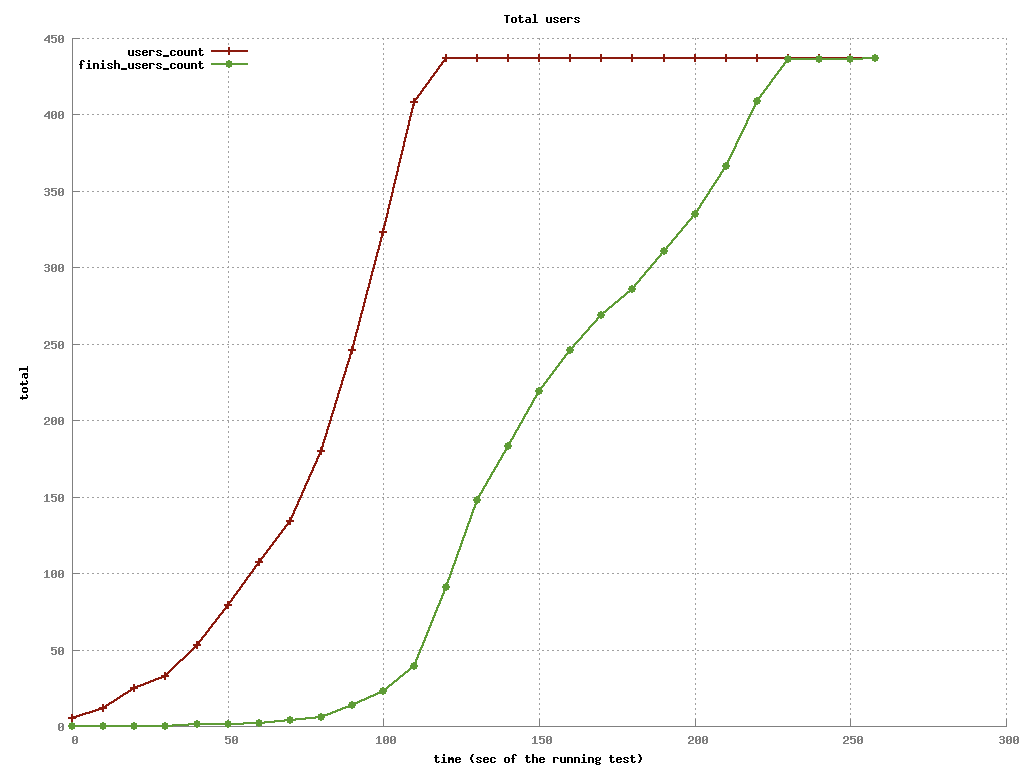 Total users
users_count
finish_users_count
450
400
350
300
250
200
150
100
50
0
total
0 50 100 150 200 250 300
time (sec of the running test)